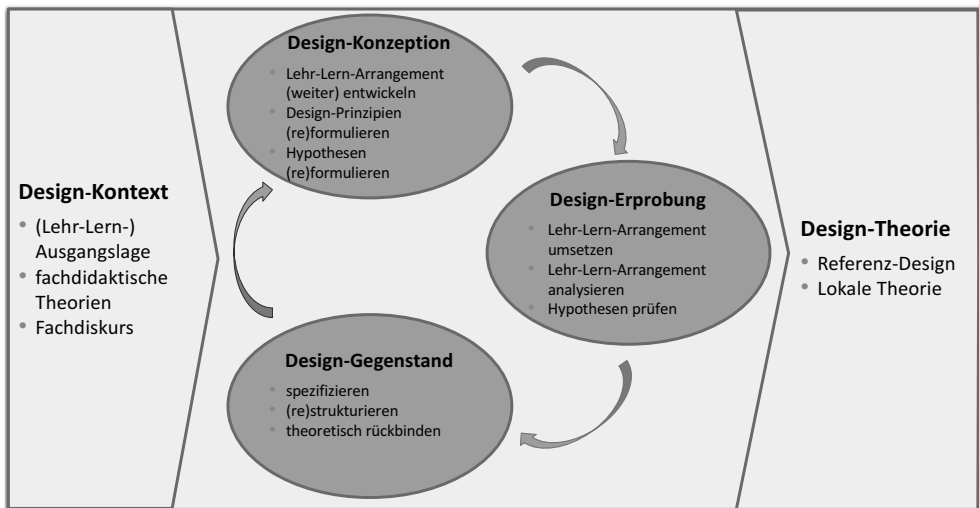 Design-Kontext
• (Lehr-Lern-)
Ausgangslage
• fachdidaktische
Theorien
• Fachdiskurs
Design-Konzeption
• Lehr-Lern-Arrangement
(weiter) entwickeln
• Design-Prinzipien
(re)formulieren
• Hypothesen
(re)formulieren
Design-Erprobung
• Lehr-Lern-Arrangement
umsetzen
• Lehr-Lern-Arrangement
analysieren
• Hypothesen prüfen
Design-Gegenstand
• spezifizieren
• (re)strukturieren
• theoretisch rückbinden
Design-Theorie
• Referenz-Design
• Lokale Theorie